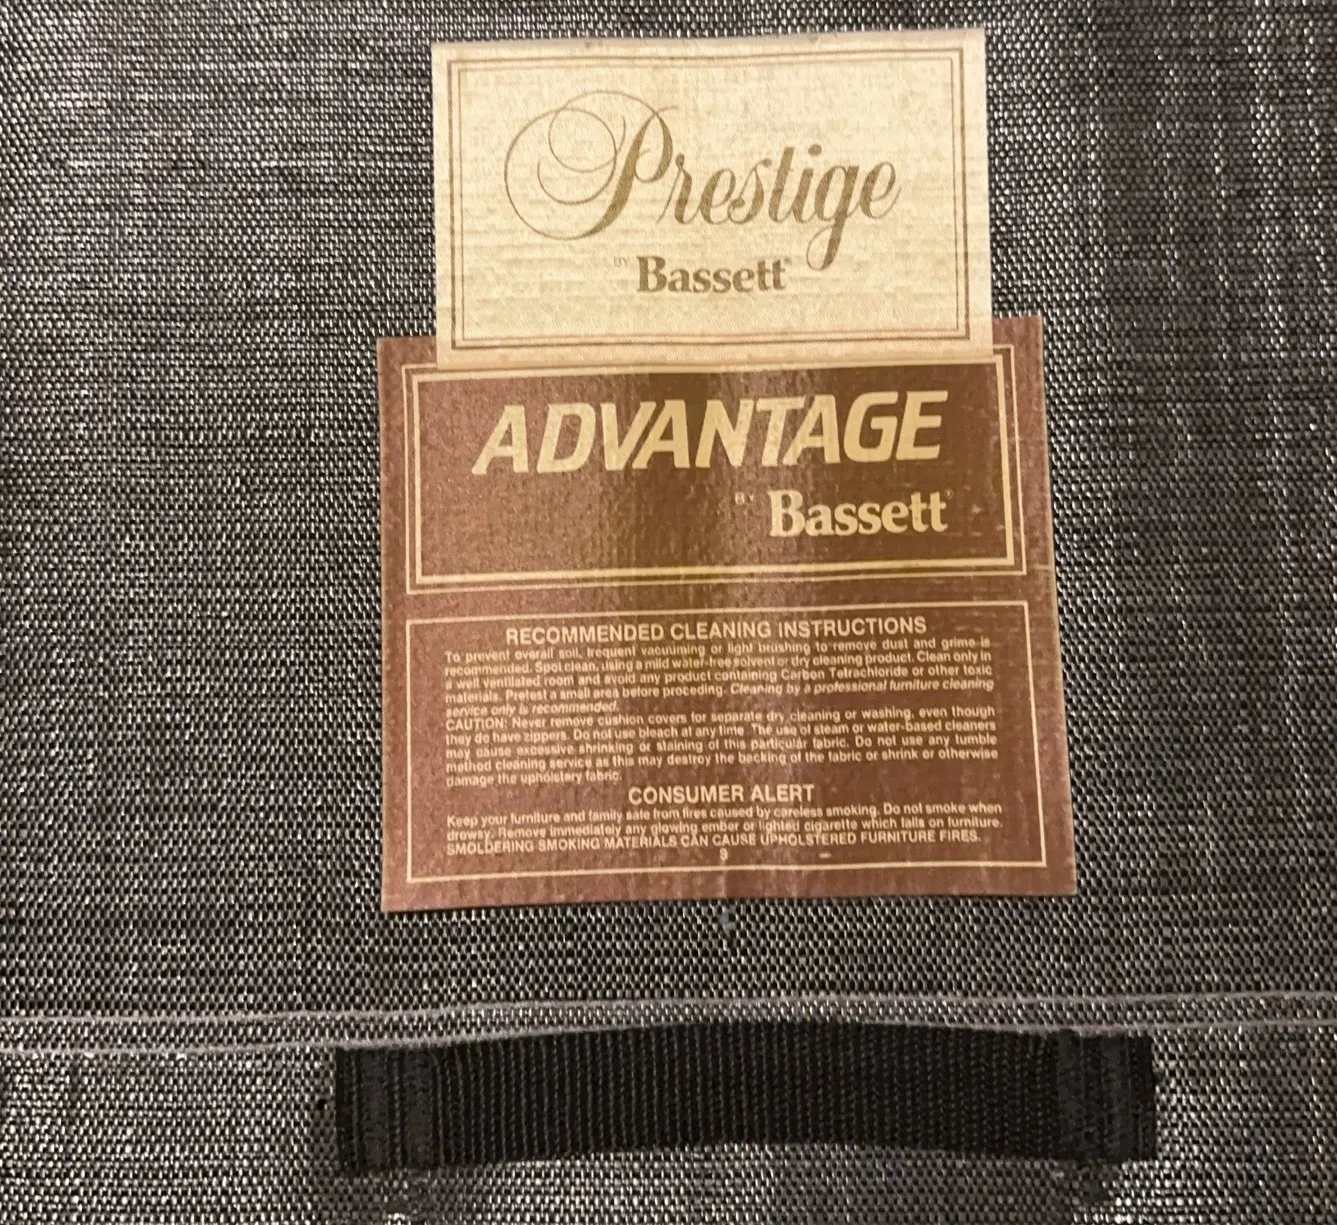 Prestige
BY Bassett®
ADVANTAGE
BY Bassett®
RECOMMENDED CLEANING INSTRUCTIONS
To prevent overall soil, frequent vacuuming or light brushing to remove dust and grime is
recommended. Spot clean, using a mild water-free solvent or dry cleaning product. Clean only in
a well ventilated room and avoid any product containing Carbon Tetrachloride or other toxic
materials. Pretest a small area before proceding. Cleaning by a professional furniture cleaning
service only is recommended.
CAUTION: Never remove cushion covers for separate dry cleaning or washing, even though
they do have zippers. Do not use bleach at any time. The use of steam or water-based cleaners
may cause excessive shrinking or staining of this particular fabric. Do not use any tumble
method cleaning service as this may destroy the backing of the fabric or shrink or otherwise
damage the upholstery fabric.
CONSUMER ALERT
Keep your furniture and family safe from fires caused by careless smoking. Do not smoke when
drowsy. Remove immediately any glowing ember or lighted cigarette which falls on furniture.
SMOLDERING SMOKING MATERIALS CAN CAUSE UPHOLSTERED FURNITURE FIRES.
9